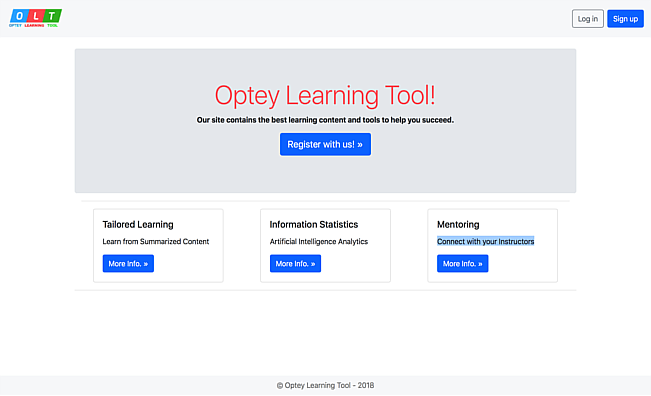 O L T
OPTEY LEARNING TOOL
Log in
Sign up
Optey Learning Tool!
Our site contains the best learning content and tools to help you succeed.
Register with us! »
Tailored Learning
Learn from Summarized Content
More Info. »
Information Statistics
Artificial Intelligence Analytics
More Info. »
Mentoring
Connect with your Instructors
More Info. »
© Optey Learning Tool - 2018